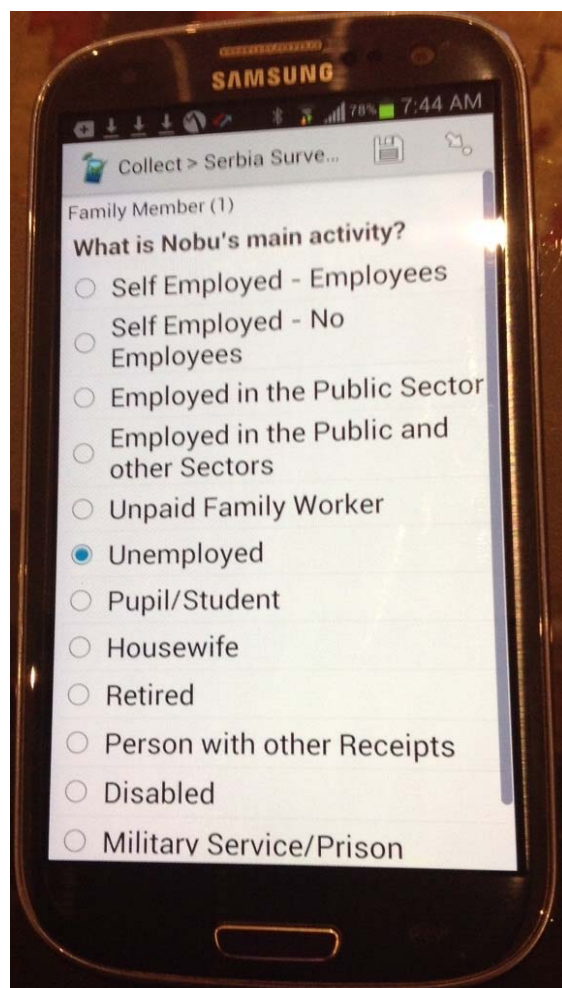 SAMSUNG
78% 7:44 AM
Collect > Serbia Surve...
Family Member (1)
What is Nobu's main activity?
Self Employed - Employees
Self Employed - No
Employees
Employed in the Public Sector
Employed in the Public and
other Sectors
Unpaid Family Worker
Unemployed
Pupil/Student
Housewife
Retired
Person with other Receipts
Disabled
Military Service/Prison